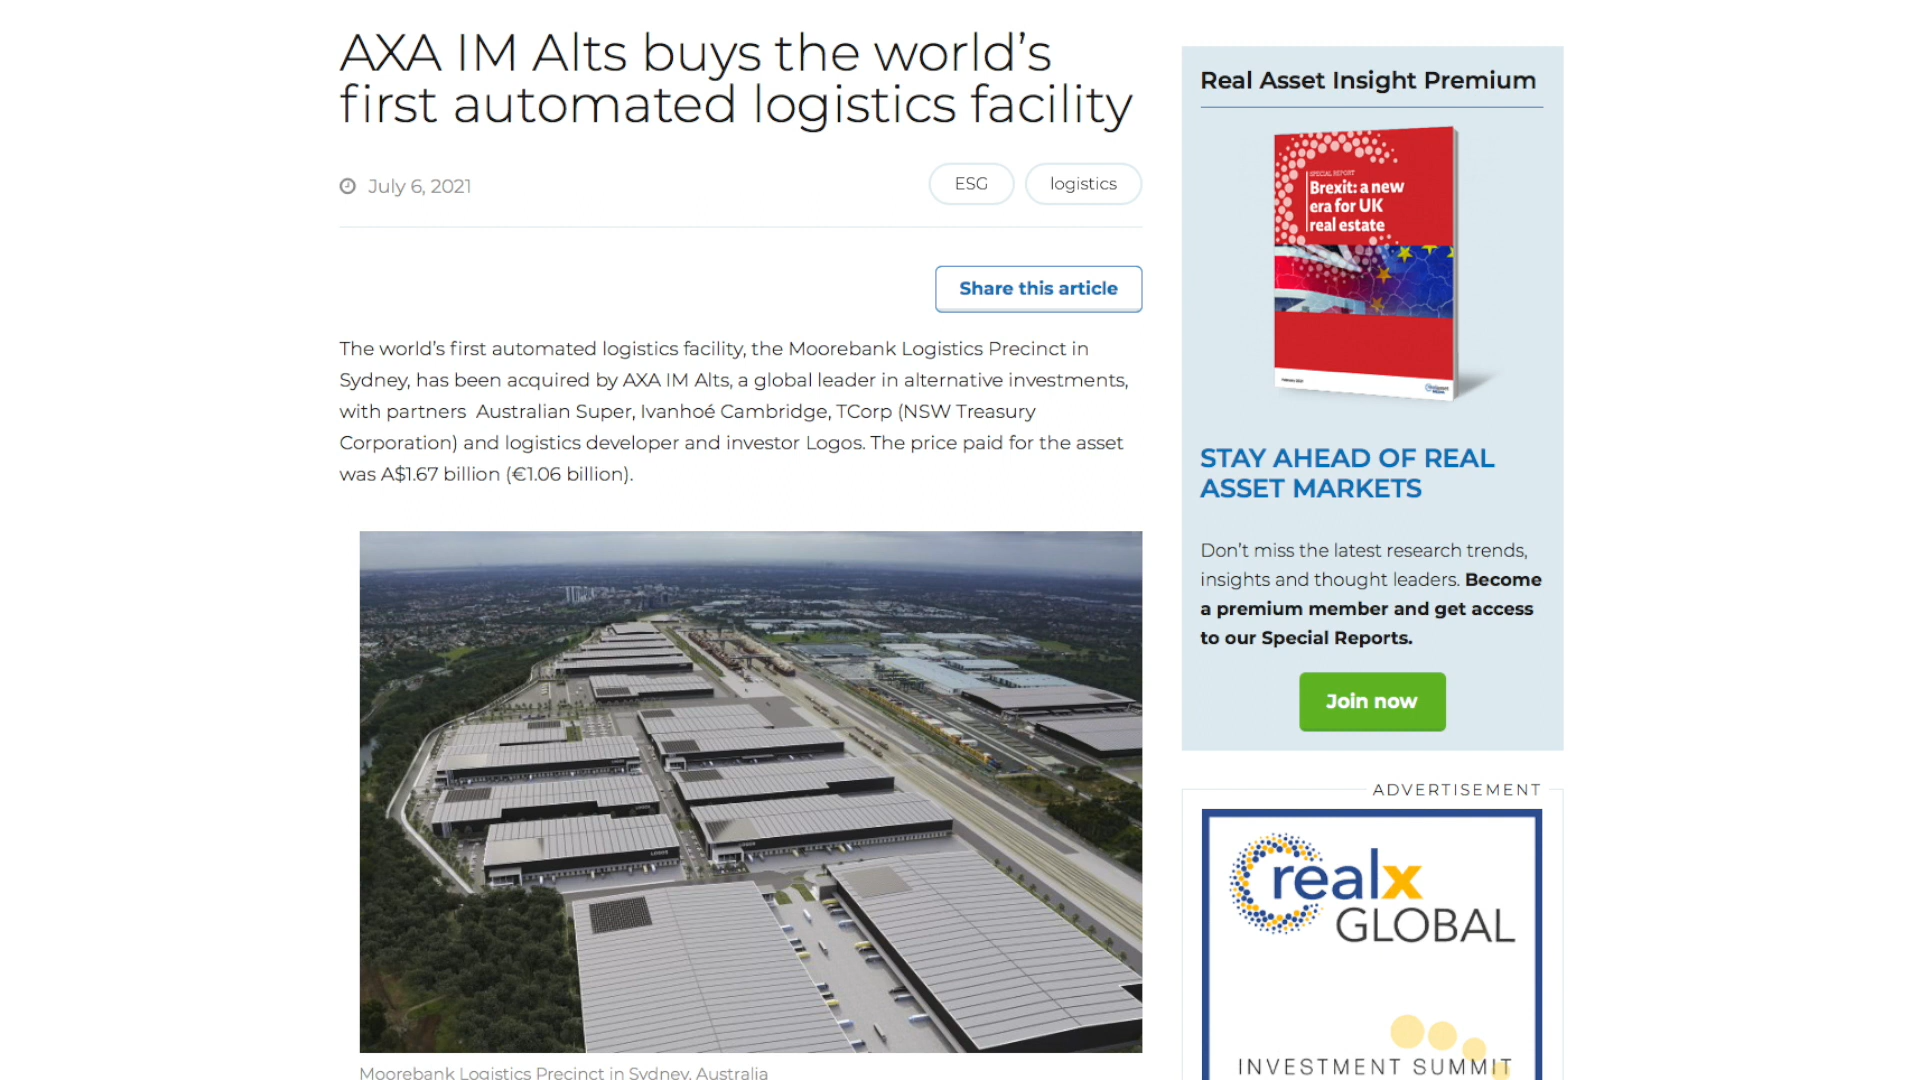 AXA IM Alts buys the world’s
first automated logistics facility
July 6, 2021
ESG
logistics
Share this article
The world’s first automated logistics facility, the Moorebank Logistics Precinct in
Sydney, has been acquired by AXA IM Alts, a global leader in alternative investments,
with partners  Australian Super, Ivanhoé Cambridge, TCorp (NSW Treasury
Corporation) and logistics developer and investor Logos. The price paid for the asset
was A$1.67 billion (€1.06 billion).
Moorebank Logistics Precinct in Sydney, Australia
Real Asset Insight Premium
SPECIAL REPORT
Brexit: a new
era for UK
real estate
STAY AHEAD OF REAL
ASSET MARKETS
Don’t miss the latest research trends,
insights and thought leaders. Become
a premium member and get access
to our Special Reports.
Join now
ADVERTISEMENT
realx
GLOBAL
INVESTMENT SUMMIT